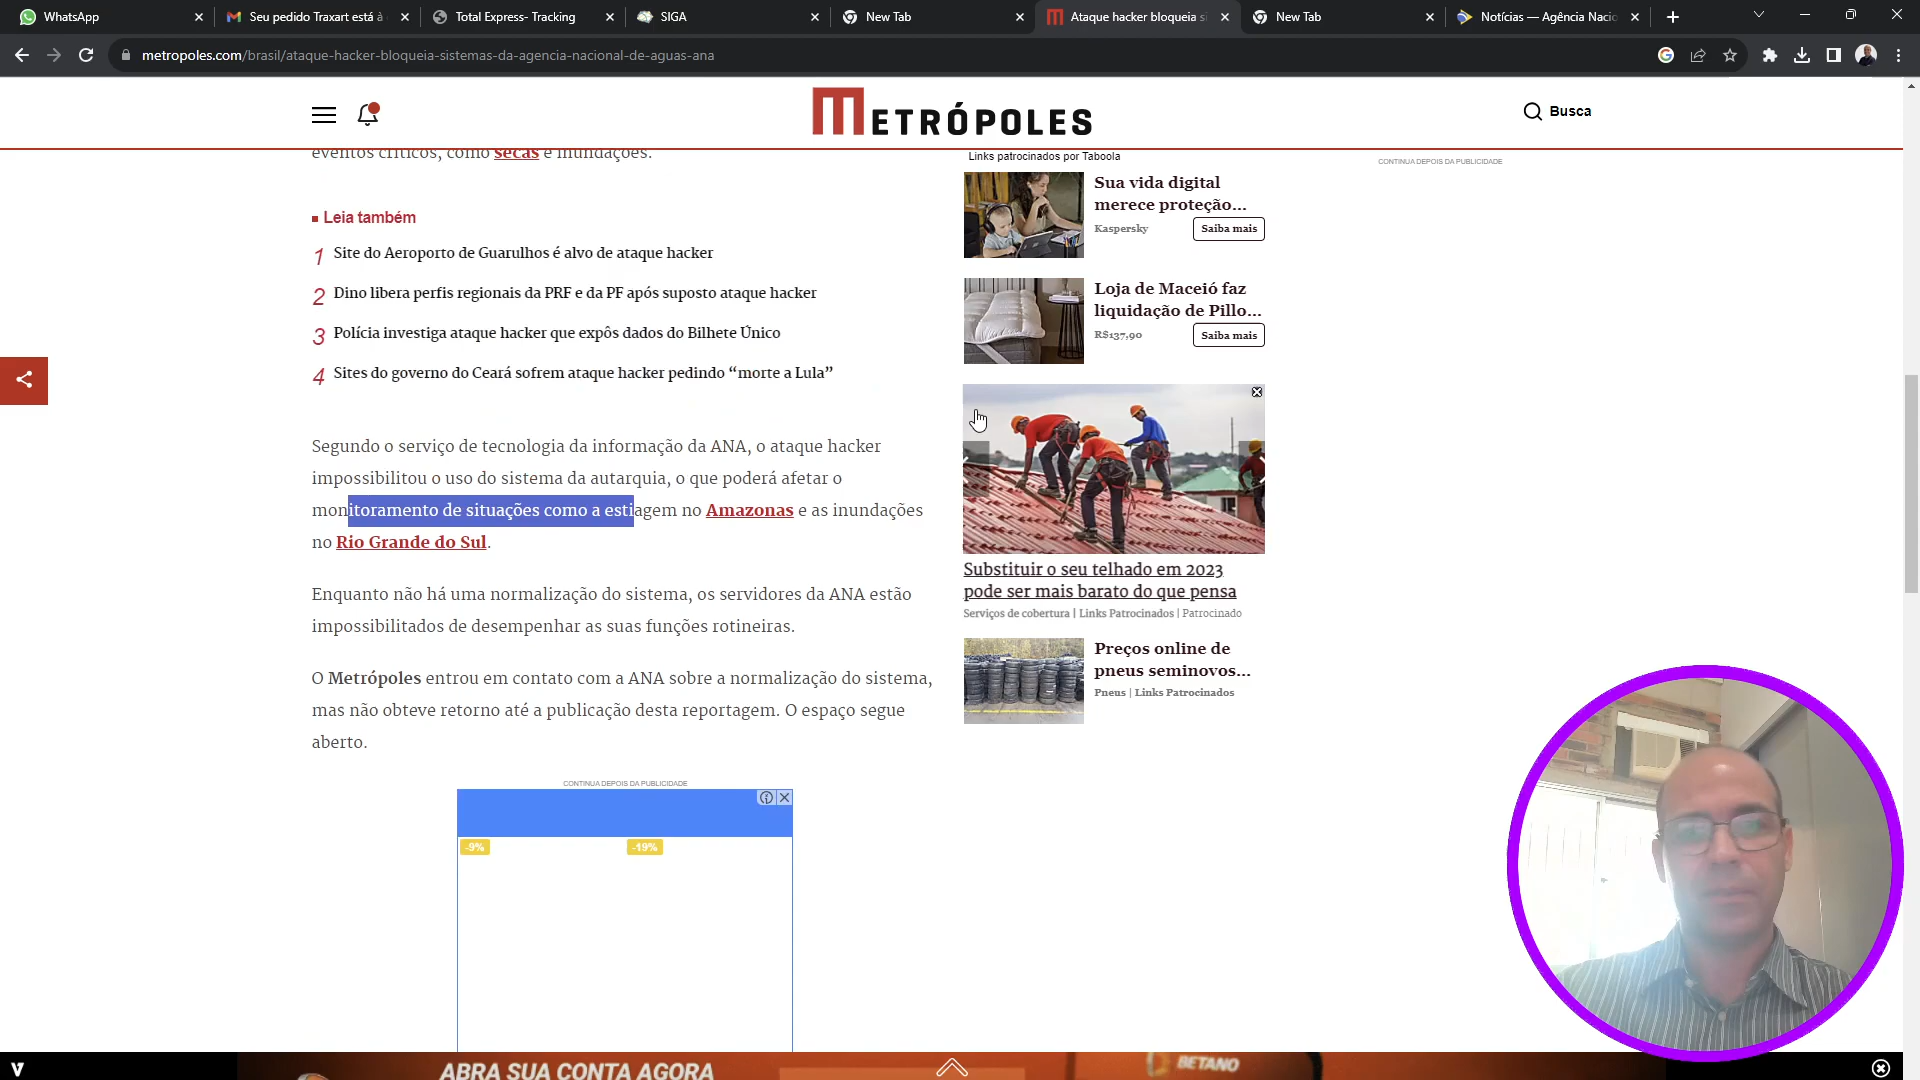 WhatsApp
Seu pedido Traxart está à
Total Express- Tracking
SIGA
New Tab
Ataque hacker bloqueia si
New Tab
Notícias — Agência Nacio
metropoles.com/brasil/ataque-hacker-bloqueia-sistemas-da-agencia-nacional-de-aguas-ana
METRÓPOLES
Busca
eventos críticos, como secas e inundações.
Leia também
1 Site do Aeroporto de Guarulhos é alvo de ataque hacker
2 Dino libera perfis regionais da PRF e da PF após suposto ataque hacker
3 Polícia investiga ataque hacker que expôs dados do Bilhete Único
4 Sites do governo do Ceará sofrem ataque hacker pedindo “morte a Lula”
Segundo o serviço de tecnologia da informação da ANA, o ataque hacker
impossibilitou o uso do sistema da autarquia, o que poderá afetar o
monitoramento de situações como a estiagem no Amazonas e as inundações
no Rio Grande do Sul.
Enquanto não há uma normalização do sistema, os servidores da ANA estão
impossibilitados de desempenhar as suas funções rotineiras.
O Metrópoles entrou em contato com a ANA sobre a normalização do sistema,
mas não obteve retorno até a publicação desta reportagem. O espaço segue
aberto.
CONTINUA DEPOIS DA PUBLICIDADE
-9%
-19%
Links patrocinados por Taboola
Sua vida digital
merece proteção...
Kaspersky
Saiba mais
Loja de Maceió faz
liquidação de Pillo...
R$137,90
Saiba mais
Substituir o seu telhado em 2023
pode ser mais barato do que pensa
Serviços de cobertura | Links Patrocinados | Patrocinado
Preços online de
pneus seminovos...
Pneus | Links Patrocinados
CONTINUA DEPOIS DA PUBLICIDADE
ABRA SUA CONTA AGORA
BETANO